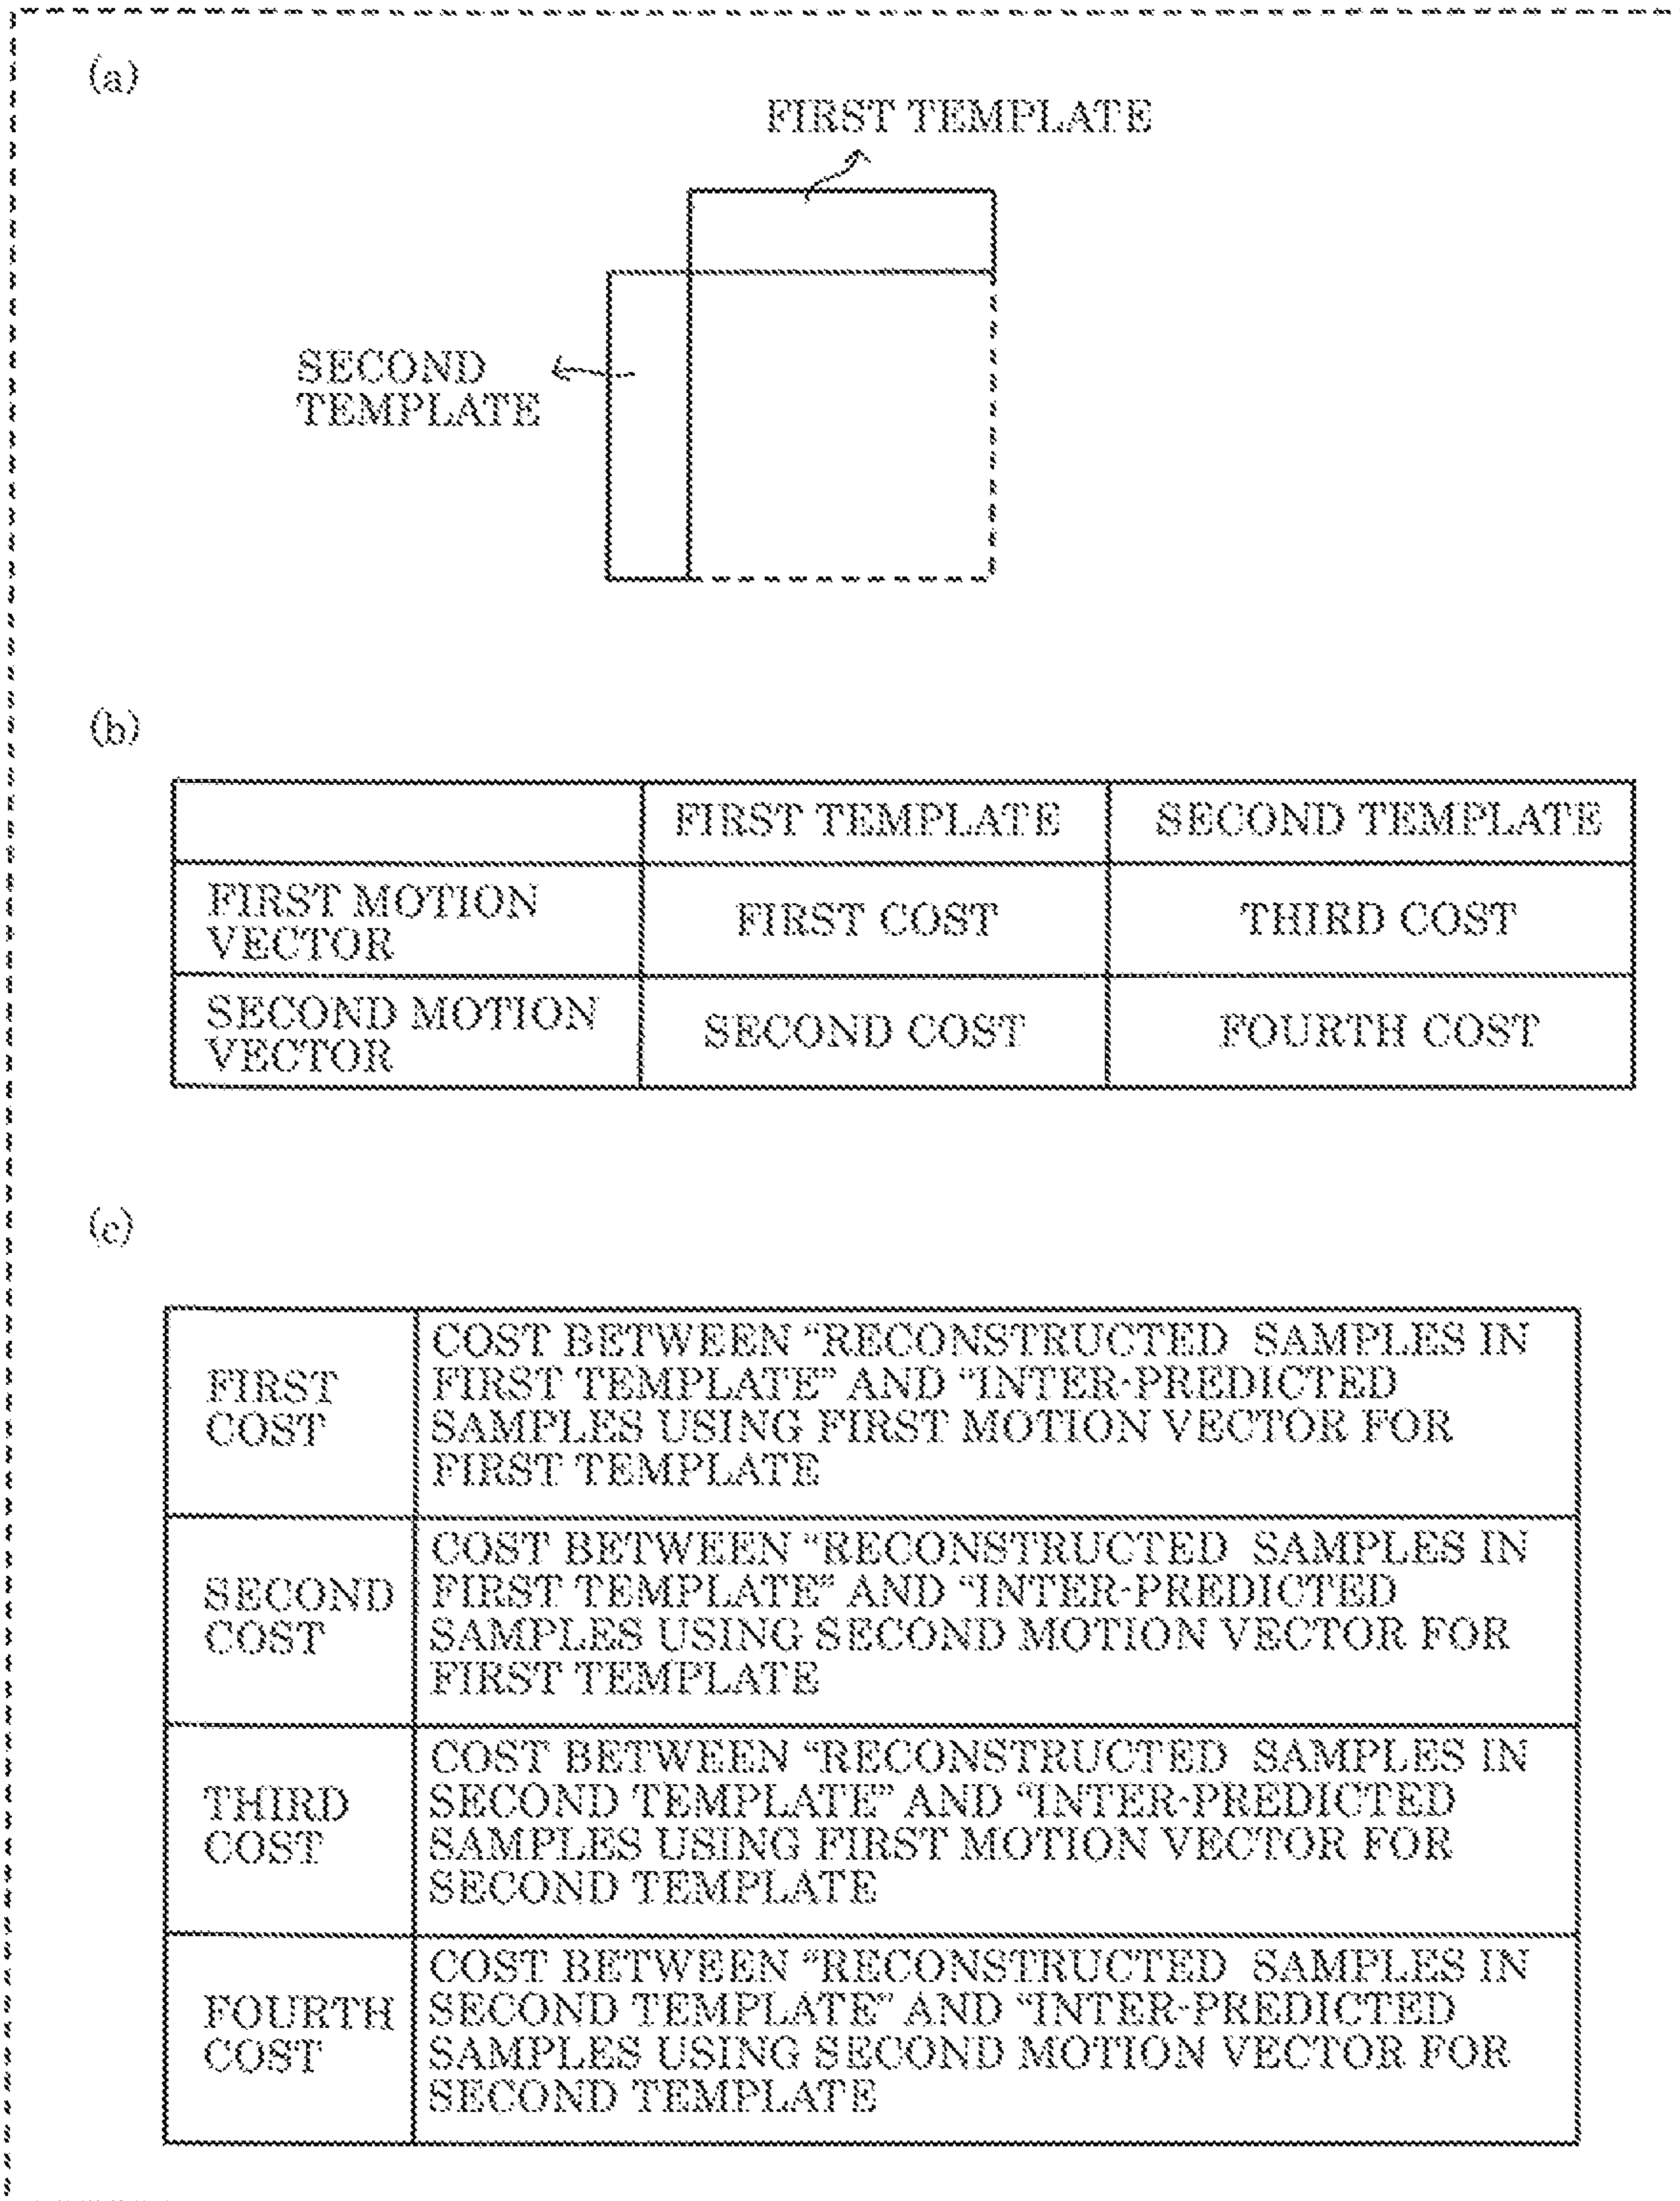 (a)
FIRST TEMPLATE
SECOND
TEMPLATE
(b)
FIRST TEMPLATE
SECOND TEMPLATE
FIRST MOTION
VECTOR
FIRST COST
THIRD COST
SECOND MOTION
VECTOR
SECOND COST
FOURTH COST
(c)
FIRST
COST
COST BETWEEN “RECONSTRUCTED SAMPLES IN
FIRST TEMPLATE” AND “INTER-PREDICTED
SAMPLES USING FIRST MOTION VECTOR FOR
FIRST TEMPLATE
SECOND
COST
COST BETWEEN “RECONSTRUCTED SAMPLES IN
FIRST TEMPLATE” AND “INTER-PREDICTED
SAMPLES USING SECOND MOTION VECTOR FOR
FIRST TEMPLATE
THIRD
COST
COST BETWEEN “RECONSTRUCTED SAMPLES IN
SECOND TEMPLATE” AND “INTER-PREDICTED
SAMPLES USING FIRST MOTION VECTOR FOR
SECOND TEMPLATE
FOURTH
COST
COST BETWEEN “RECONSTRUCTED SAMPLES IN
SECOND TEMPLATE” AND “INTER-PREDICTED
SAMPLES USING SECOND MOTION VECTOR FOR
SECOND TEMPLATE